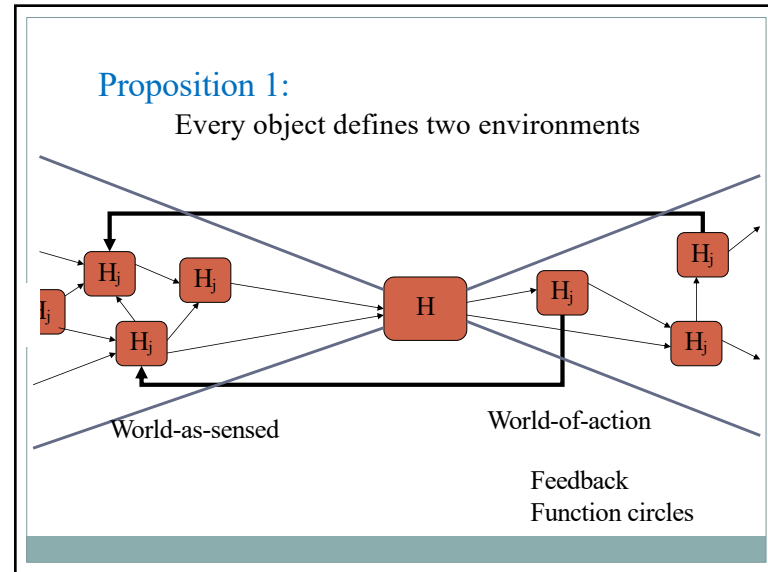 Proposition 1:
Every object defines two environments
Hj
Hj
Hj
Hj
H
Hj
Hj
Hj
World-as-sensed
World-of-action
Feedback
Function circles